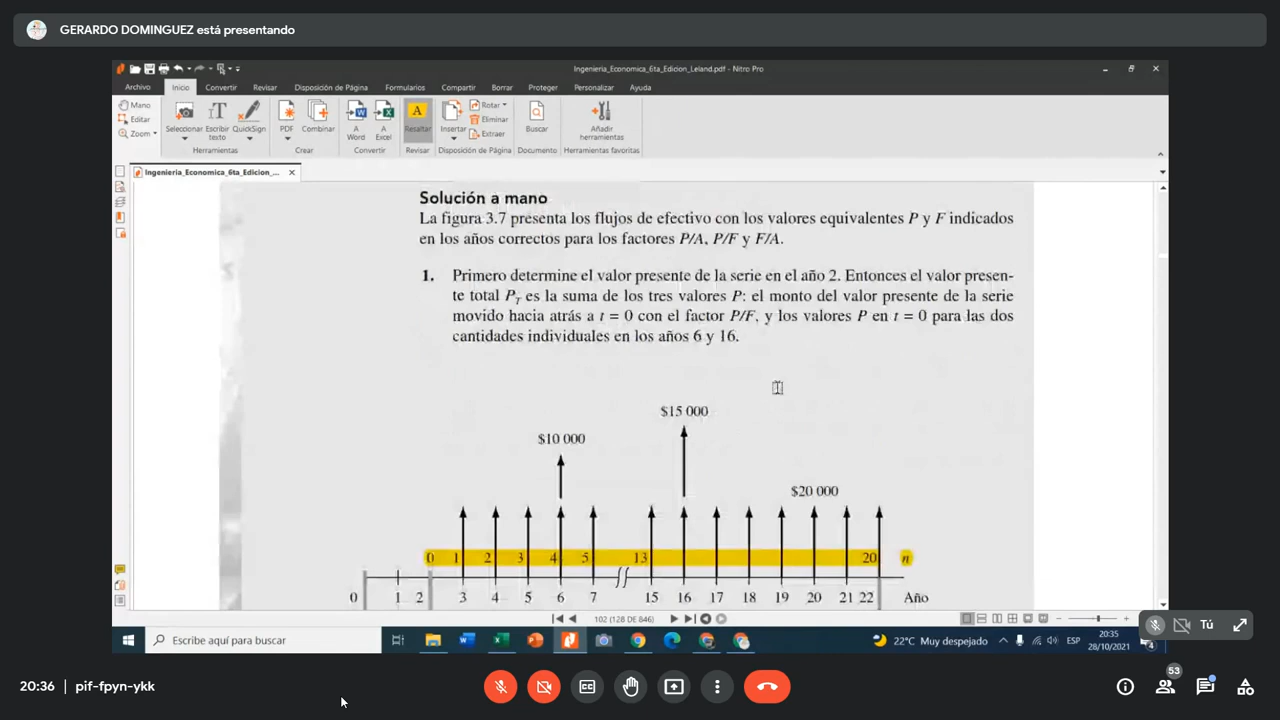 GERARDO DOMINGUEZ está presentando
Ingenieria_Economica_6ta_Edicion_Leland.pdf - Nitro Pro
Archivo Inicio Convertir Revisar Disposición de Página Formularios Compartir Borrar Proteger Personalizar Ayuda
Mano
Editar
Zoom
Seleccionar
Escribir texto
QuickSign
Herramientas
PDF
Combinar
Crear
A Word
A Excel
Convertir
Resaltar
Revisar
Insertar
Rotar
Eliminar
Extraer
Disposición de Página
Buscar
Documento
Añadir herramientas
Herramientas favoritas
Ingenieria_Economica_6ta_Edicion_...
Solución a mano
La figura 3.7 presenta los flujos de efectivo con los valores equivalentes P y F indicados
en los años correctos para los factores P/A, P/F y F/A.
1. Primero determine el valor presente de la serie en el año 2. Entonces el valor presen-
te total PT es la suma de los tres valores P: el monto del valor presente de la serie
movido hacia atrás a t = 0 con el factor P/F, y los valores P en t = 0 para las dos
cantidades individuales en los años 6 y 16.
$15 000
$10 000
$20 000
0 1 2 3 4 5 13 20 n
0 1 2 3 4 5 6 7 15 16 17 18 19 20 21 22 Año
102 (128 DE 846)
Escribe aquí para buscar
22°C Muy despejado
ESP
20:35
28/10/2021
4
Tú
20:36 | pif-fpyn-ykk
53